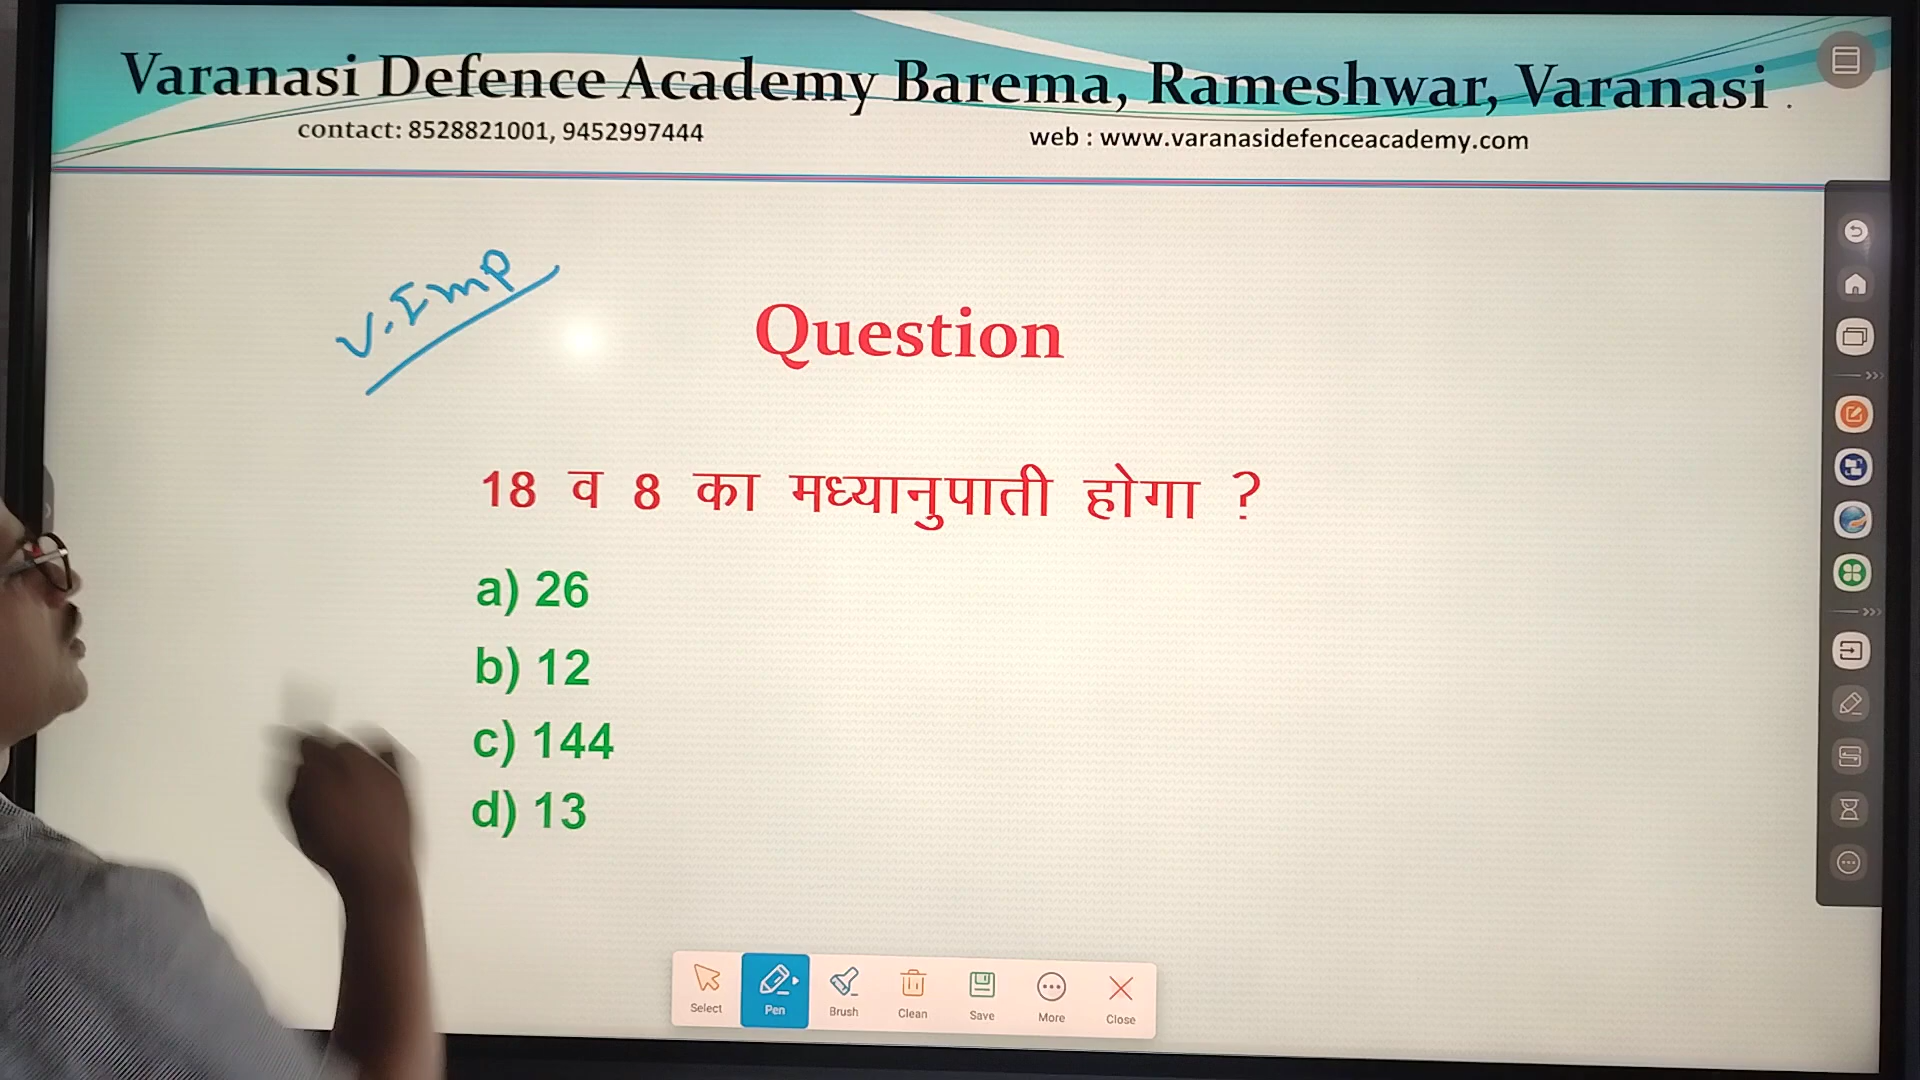 Varanasi Defence Academy Barema, Rameshwar, Varanasi .
contact: 8528821001, 9452997444
web : www.varanasidefenceacademy.com
V. Imp
Question
18 व 8 का मध्यानुपाती होगा ?
a) 26
b) 12
c) 144
d) 13
Select
Pen
Brush
Clean
Save
More
Close